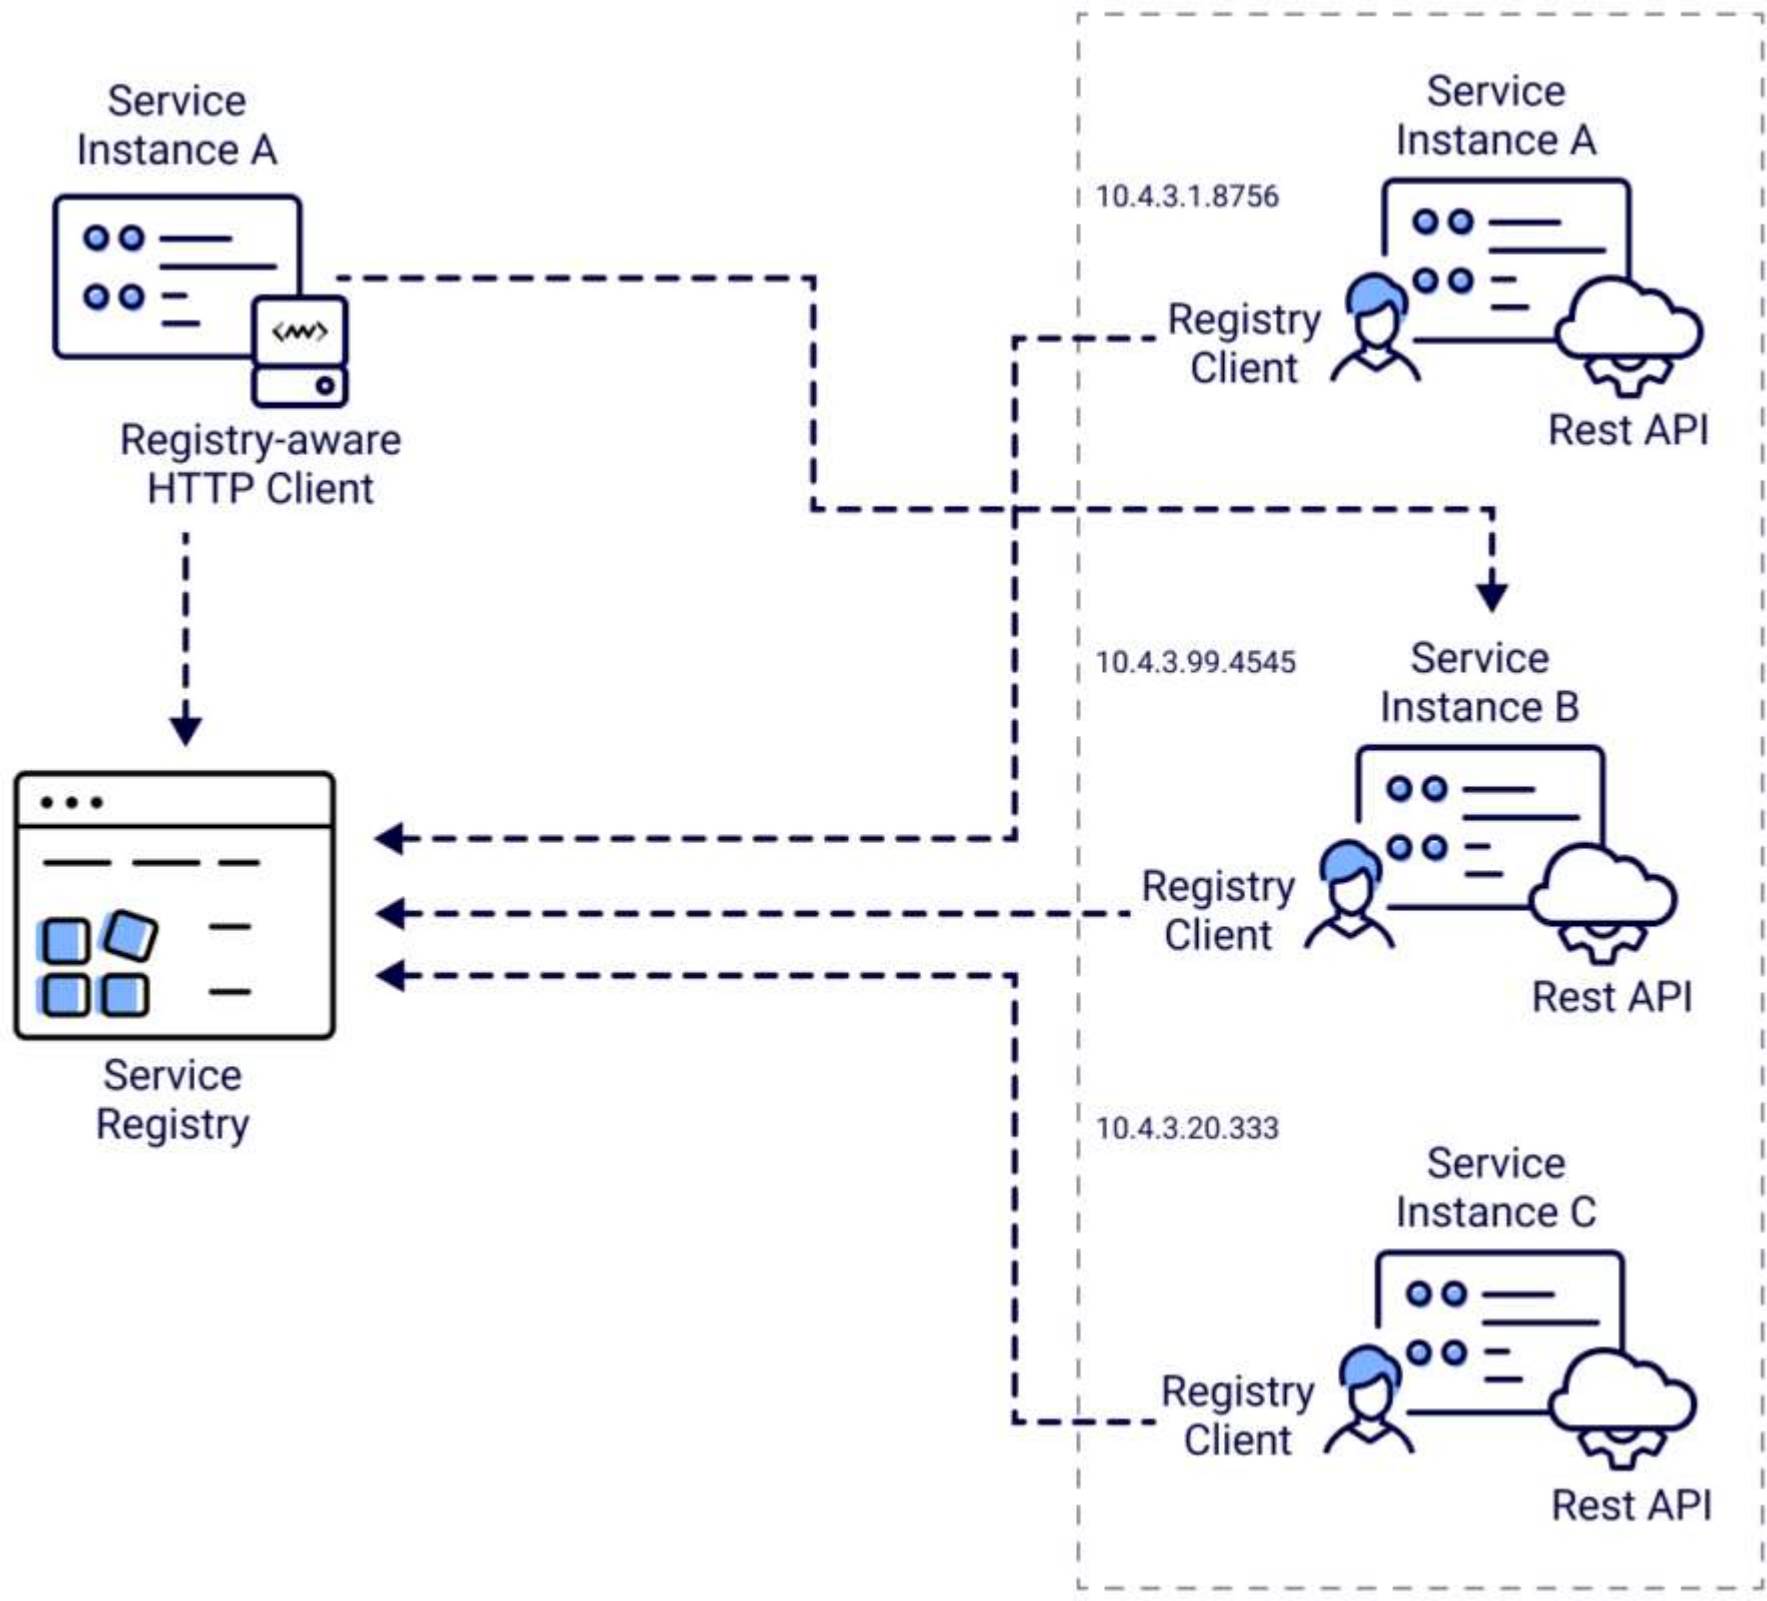 Service
Instance A
Registry-aware
HTTP Client
Service
Registry
10.4.3.1.8756
Service
Instance A
Registry
Client
Rest API
10.4.3.99.4545
Service
Instance B
Registry
Client
Rest API
10.4.3.20.333
Service
Instance C
Registry
Client
Rest API